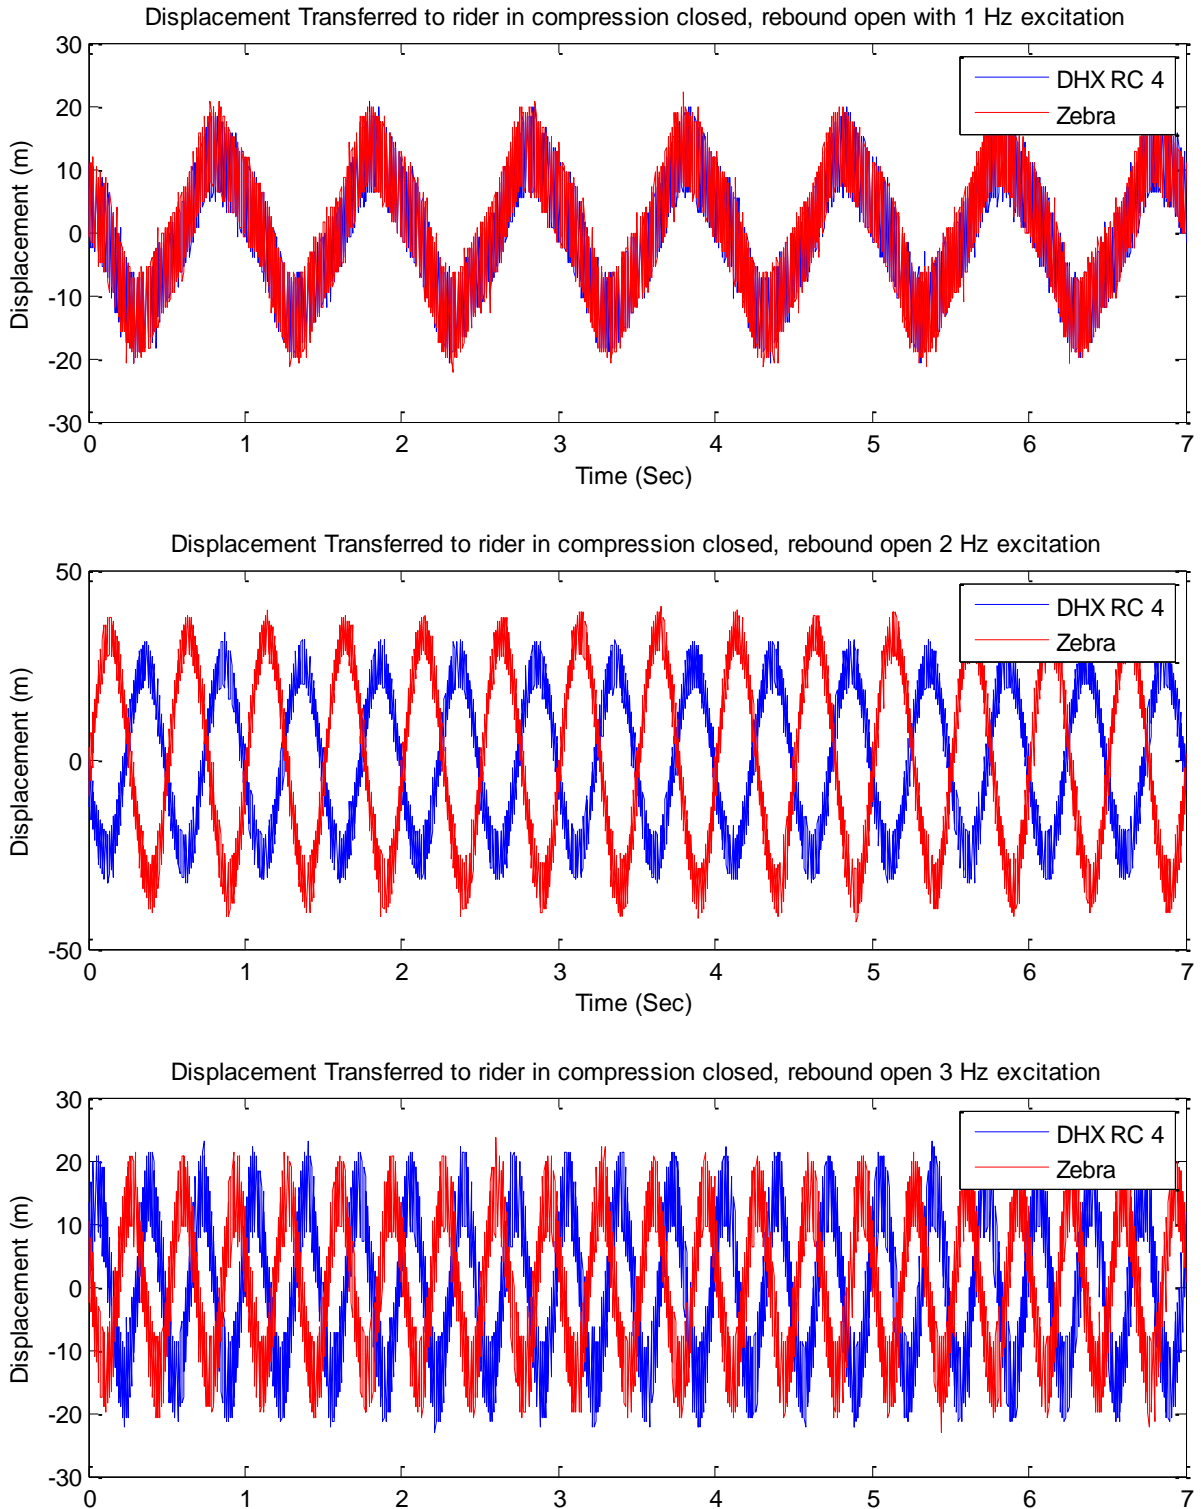 Displacement Transferred to rider in compression closed, rebound open with 1 Hz excitation
30
20
10
0
-10
-20
-30
Displacement (m)
DHX RC 4
Zebra
0 1 2 3 4 5 6 7
Time (Sec)
Displacement Transferred to rider in compression closed, rebound open 2 Hz excitation
50
0
-50
Displacement (m)
DHX RC 4
Zebra
0 1 2 3 4 5 6 7
Time (Sec)
Displacement Transferred to rider in compression closed, rebound open 3 Hz excitation
30
20
10
0
-10
-20
-30
Displacement (m)
DHX RC 4
Zebra
0 1 2 3 4 5 6 7